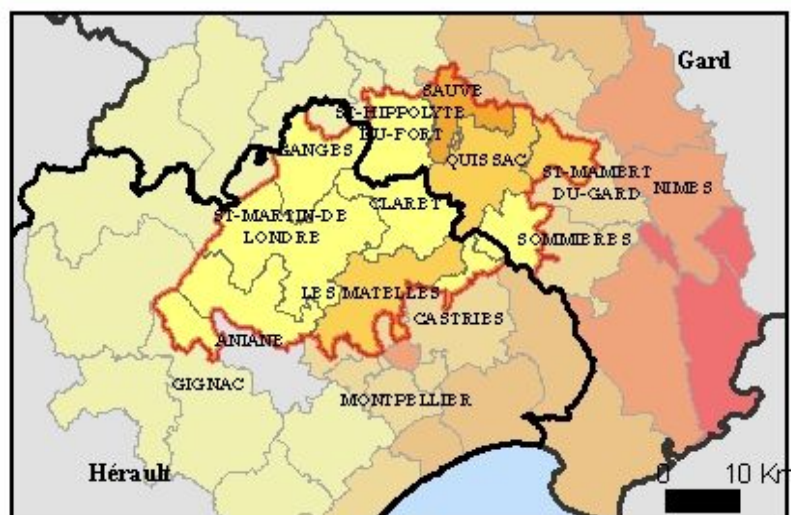 Gard
SAUVE
ST-HIPPOLYTE
DU-FORT
GANGES
QUISSAC
ST-MAMERT
DU-GARD
NIMES
CLARET
ST-MARTIN-DE
LONDRE
SOMMIERES
LES MATELLES
CASTRIES
ANIANE
GIGNAC
MONTPELLIER
Hérault
0 10 Km